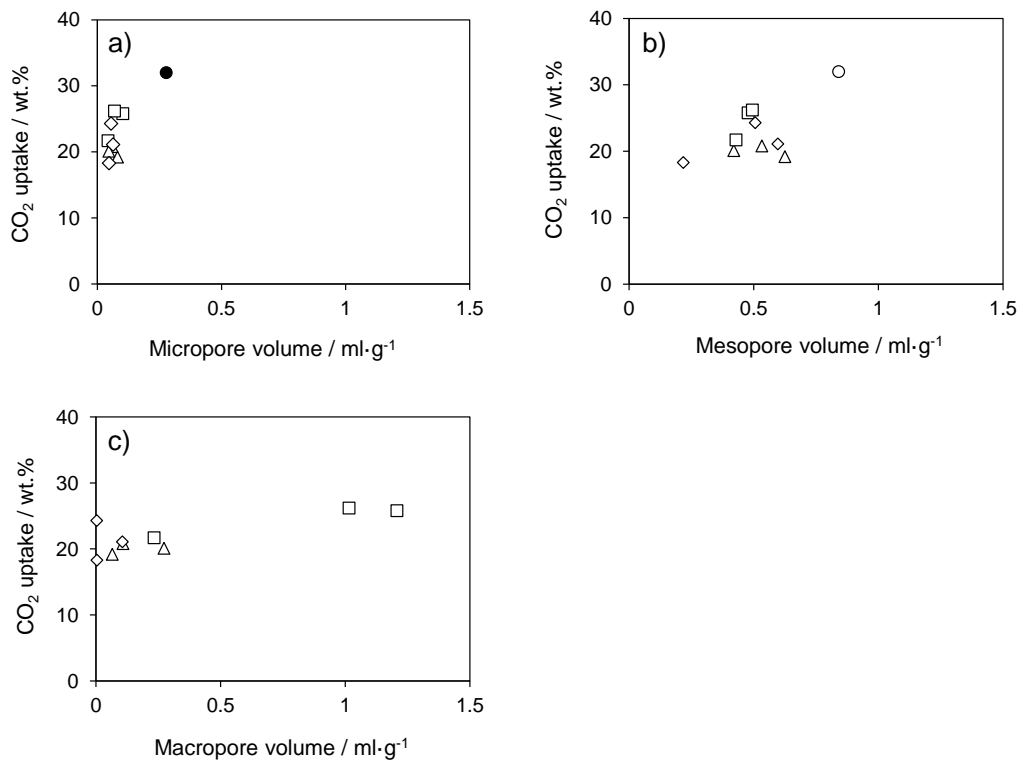 a)
40
30
20
10
0
CO₂ uptake / wt.%
0 0.5 1 1.5
Micropore volume / ml·g⁻¹
b)
40
30
20
10
0
CO₂ uptake / wt.%
0 0.5 1 1.5
Mesopore volume / ml·g⁻¹
c)
40
30
20
10
0
CO₂ uptake / wt.%
0 0.5 1 1.5
Macropore volume / ml·g⁻¹